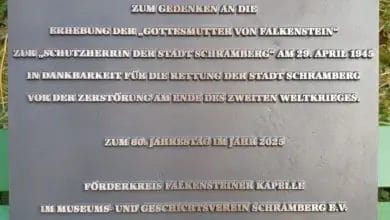 ZUM GEDENKEN AN DIE
ERHEBUNG DER „GOTTESMUTTER VON FALKENSTEIN“
ZUR „SCHUTZHERRIN DER STADT SCHRAMBERG“ AM 29. APRIL 1945
IN DANKBARKEIT FÜR DIE RETTUNG DER STADT SCHRAMBERG
VOR DER ZERSTÖRUNG AM ENDE DES ZWEITEN WELTKRIEGES.
ZUM 80. JAHRESTAG IM JAHR 2025
FÖRDERKREIS FALKENSTEINER KAPELLE
IM MUSEUMS- UND GESCHICHTSVEREIN SCHRAMBERG E.V.